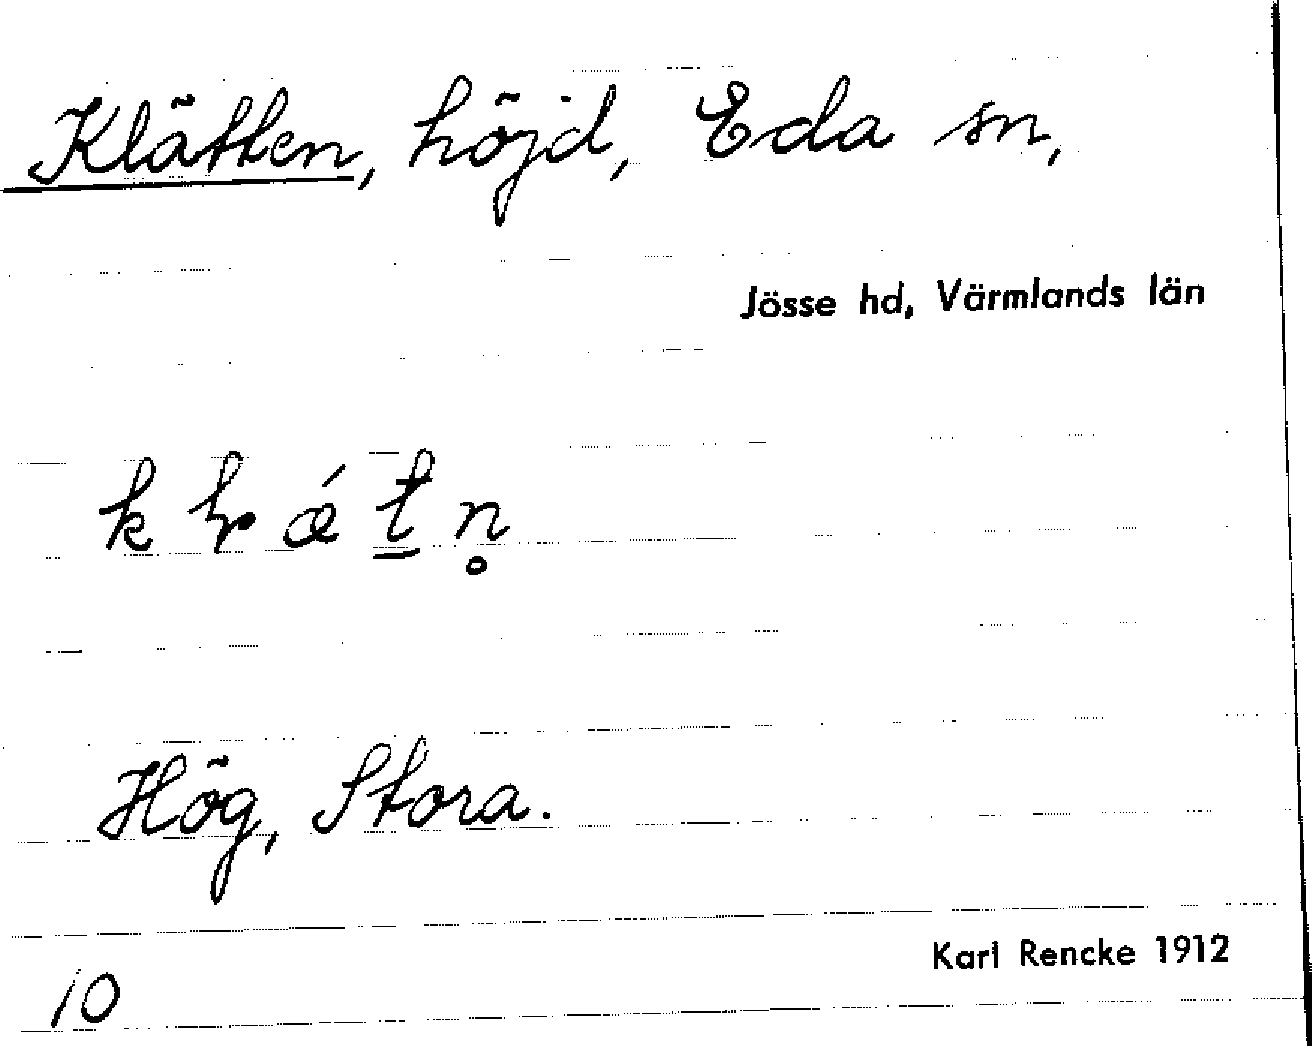 Klätten, höjd, Eda sn,
Jösse hd, Värmlands län
Hög, Stora.
Karl Rencke 1912
10